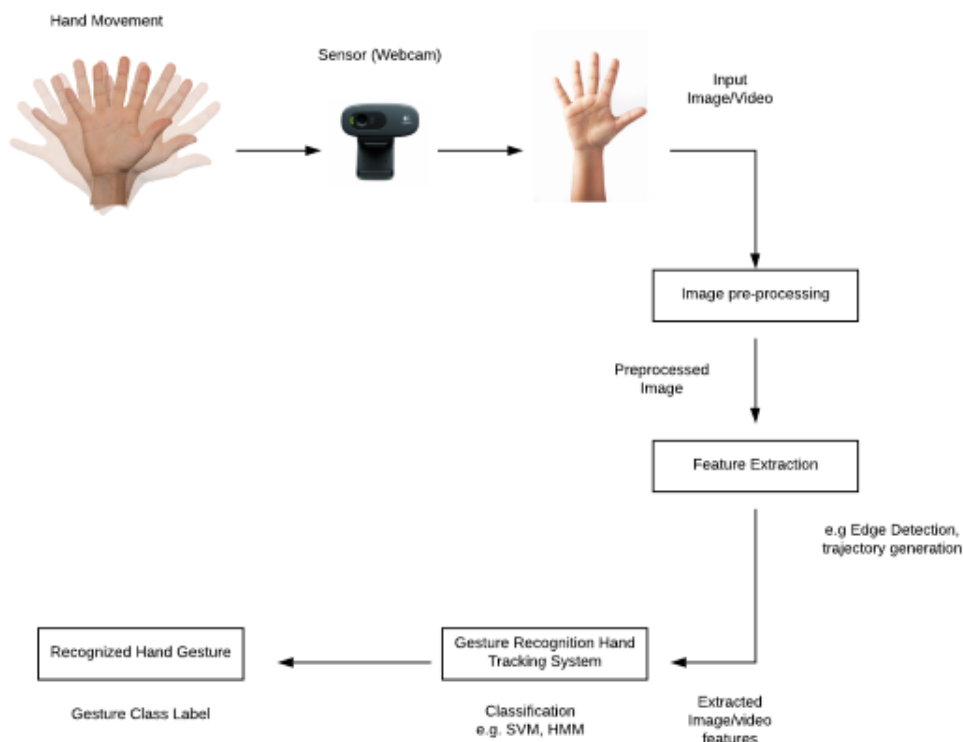 Hand Movement
Sensor (Webcam)
Input
Image/Video
Image pre-processing
Preprocessed
Image
Feature Extraction
e.g Edge Detection,
trajectory generation
Extracted
Image/video
features
Gesture Recognition Hand
Tracking System
Classification
e.g. SVM, HMM
Recognized Hand Gesture
Gesture Class Label